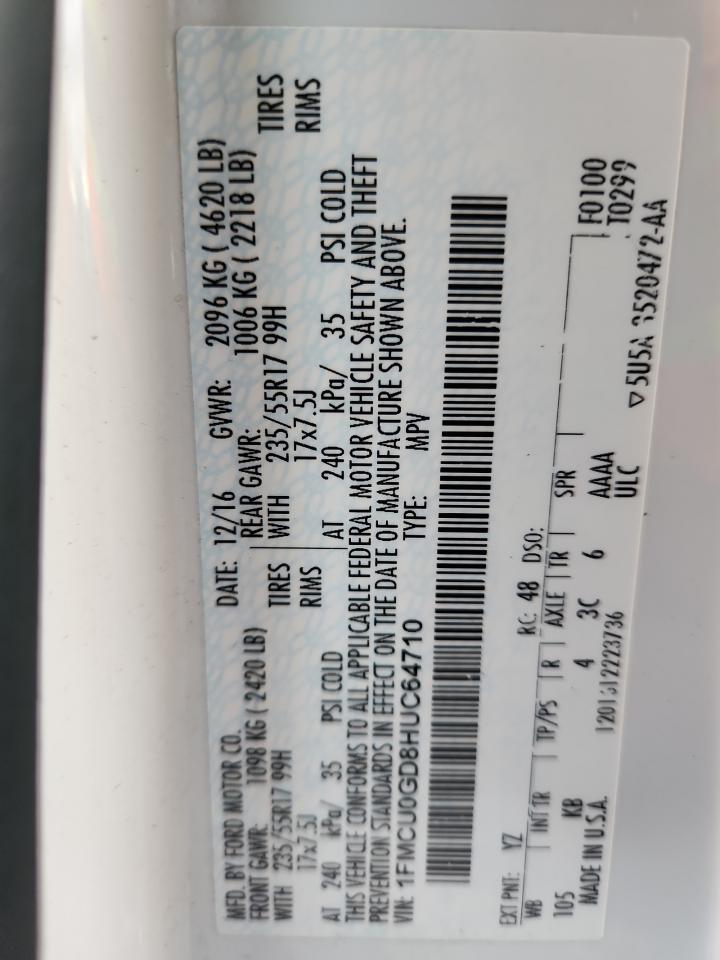 MFD. BY FORD MOTOR CO.
DATE: 12/16 GVWR: 2096 KG ( 4620 LB)
FRONT GAWR: 1098 KG ( 2420 LB) REAR GAWR: 1006 KG ( 2218 LB)
WITH 235/55R17 99H TIRES WITH 235/55R17 99H TIRES
17x7.5J RIMS 17x7.5J RIMS
AT 240 kPa/ 35 PSI COLD AT 240 kPa/ 35 PSI COLD
THIS VEHICLE CONFORMS TO ALL APPLICABLE FEDERAL MOTOR VEHICLE SAFETY AND THEFT
PREVENTION STANDARDS IN EFFECT ON THE DATE OF MANUFACTURE SHOWN ABOVE.
VIN: 1FMCU0GD8HUC64710 TYPE: MPV
EXT PNT: YZ RC: 48 DSO:
WB INT TR TP/PS R AXLE TR SPR F0100
105 KB 4 3C 6 AAAA T0299
MADE IN U.S.A. ULC
▽5U5A 3520472-AA